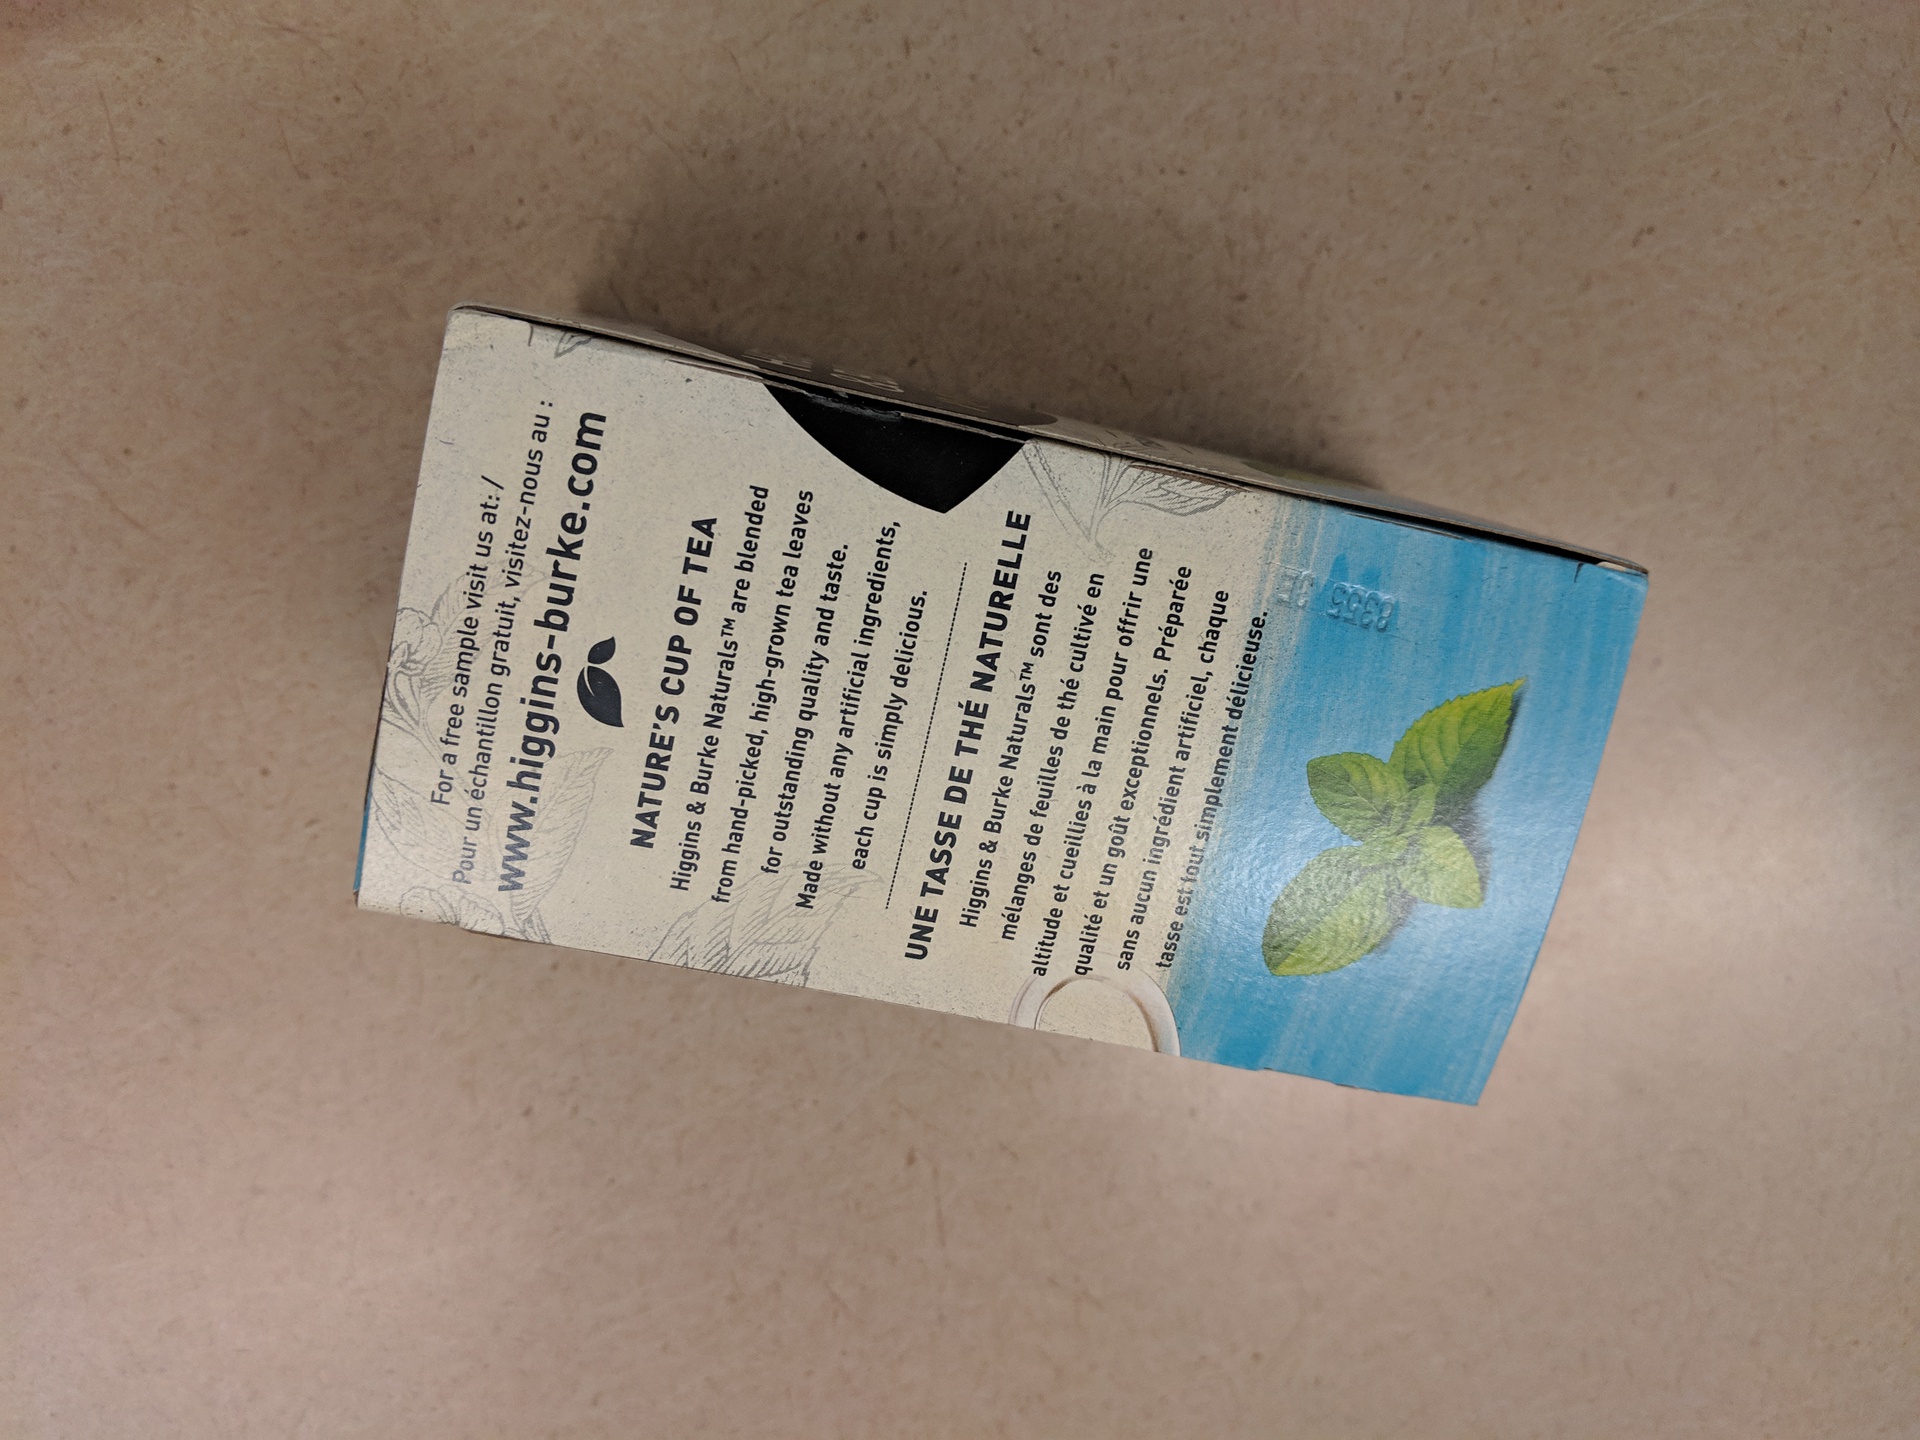 For a free sample visit us at: /
Pour un échantillon gratuit, visitez-nous au :
www.higgins-burke.com
NATURE'S CUP OF TEA
Higgins & Burke Naturals™ are blended
from hand-picked, high-grown tea leaves
for outstanding quality and taste.
Made without any artificial ingredients,
each cup is simply delicious.
UNE TASSE DE THÉ NATURELLE
Higgins & Burke Naturals™ sont des
mélanges de feuilles de thé cultivé en
altitude et cueillies à la main pour offrir une
qualité et un goût exceptionnels. Préparée
sans aucun ingrédient artificiel, chaque
tasse est tout simplement délicieuse.
8355